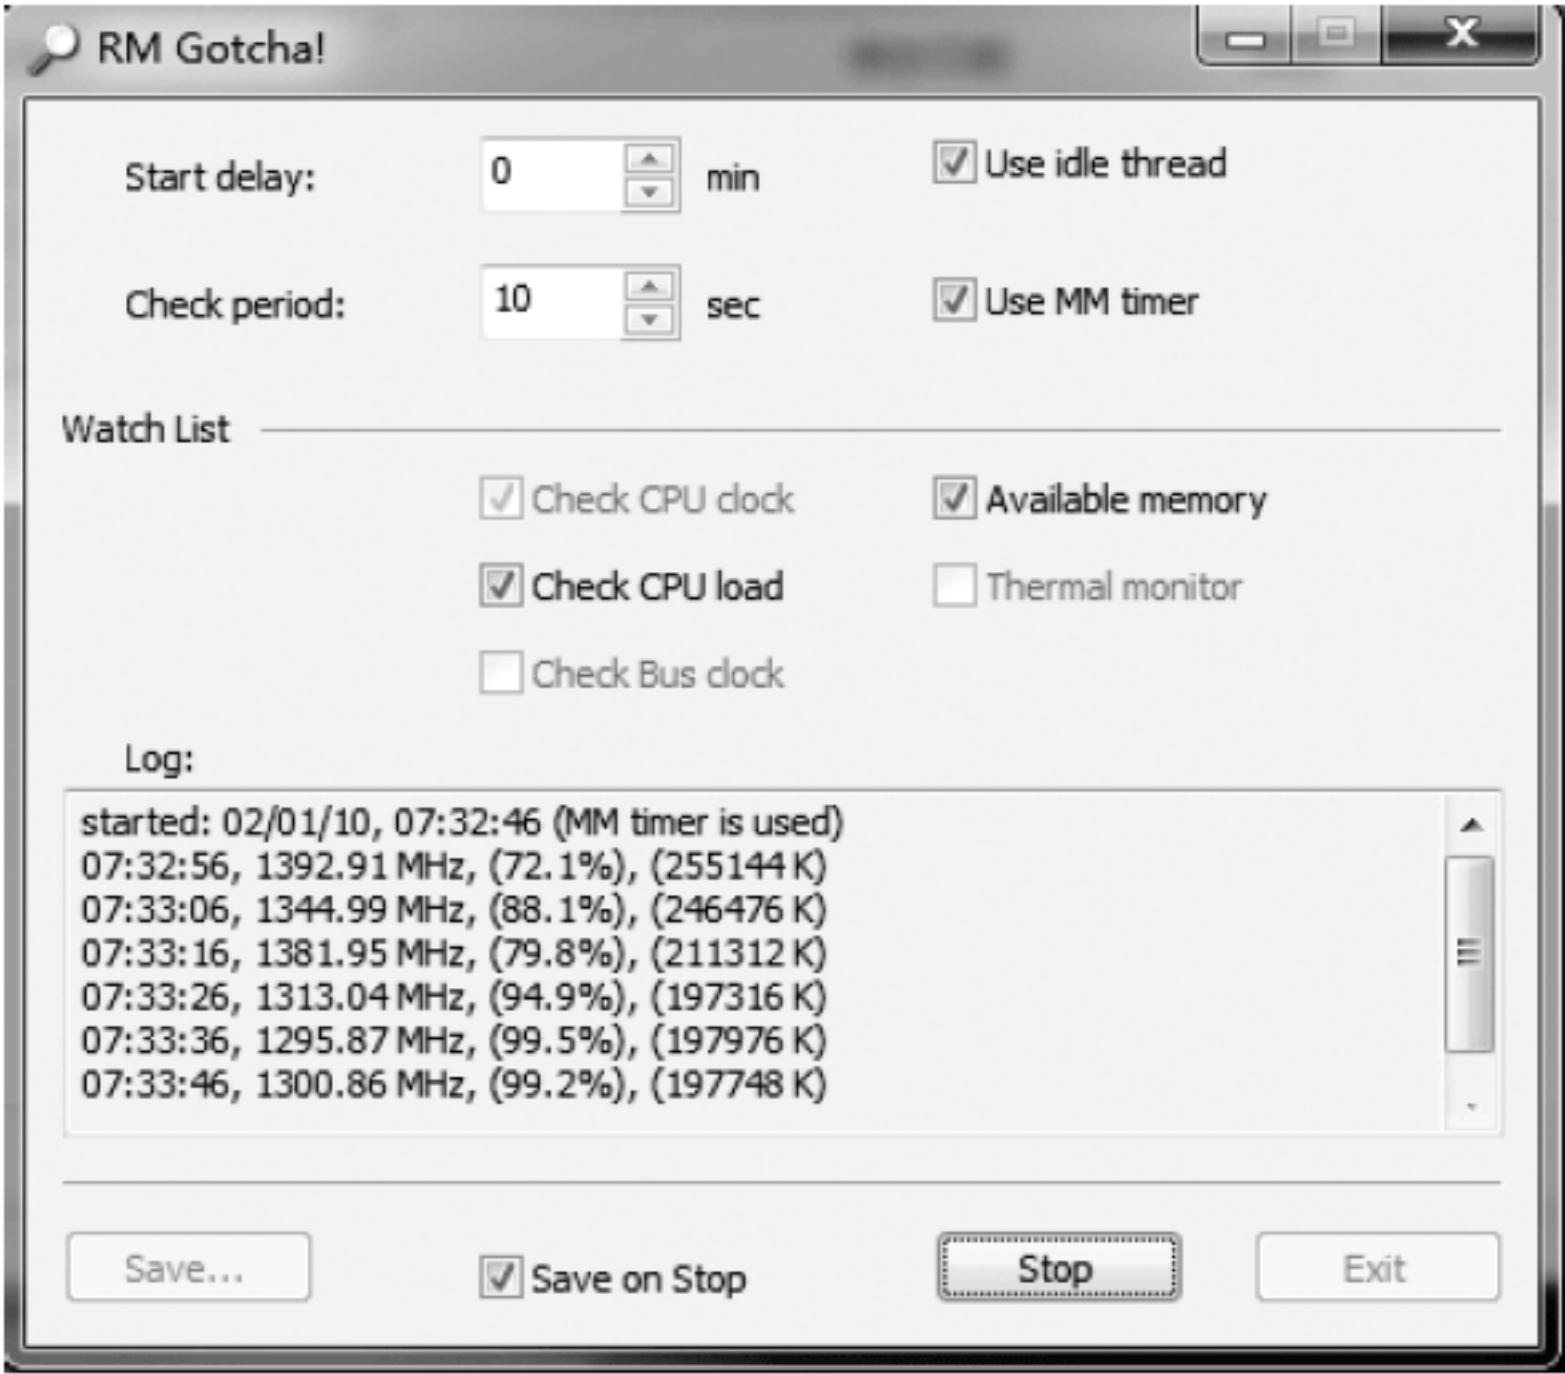 RM Gotcha!
Start delay: 0 min Use idle thread
Check period: 10 sec Use MM timer
Watch List
Check CPU clock Available memory
Check CPU load Thermal monitor
Check Bus clock
Log:
started: 02/01/10, 07:32:46 (MM timer is used)
07:32:56, 1392.91 MHz, (72.1%), (255144 K)
07:33:06, 1344.99 MHz, (88.1%), (246476 K)
07:33:16, 1381.95 MHz, (79.8%), (211312 K)
07:33:26, 1313.04 MHz, (94.9%), (197316 K)
07:33:36, 1295.87 MHz, (99.5%), (197976 K)
07:33:46, 1300.86 MHz, (99.2%), (197748 K)
Save... Save on Stop Stop Exit